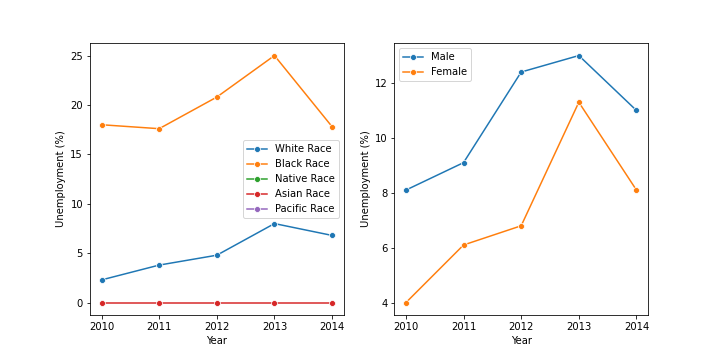 25
20
15
10
5
0
Unemployment (%)
White Race
Black Race
Native Race
Asian Race
Pacific Race
2010 2011 2012 2013 2014
Year
12
10
8
6
4
Unemployment (%)
Male
Female
2010 2011 2012 2013 2014
Year